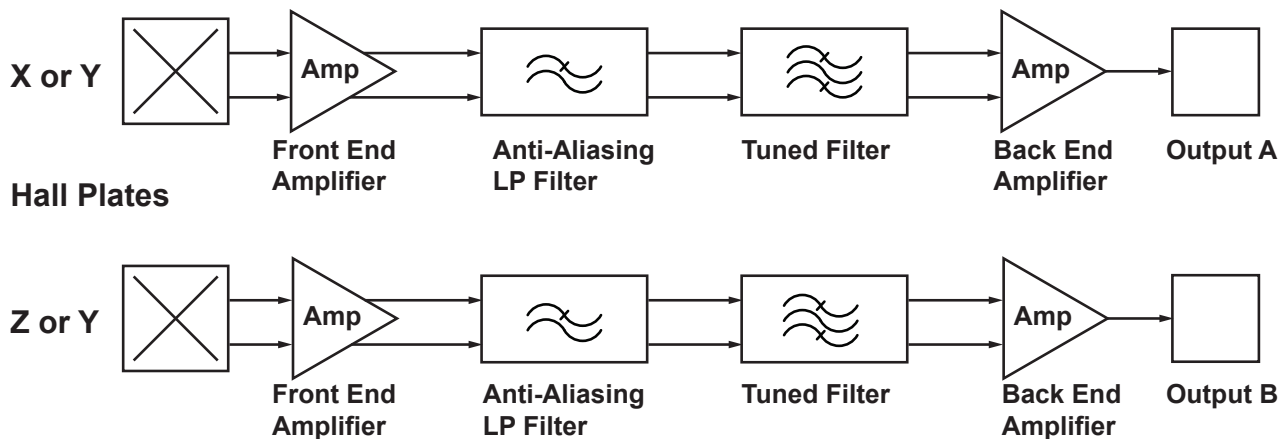 X or Y
Amp
Amp
Front End
Amplifier
Anti-Aliasing
LP Filter
Tuned Filter
Back End
Amplifier
Output A
Hall Plates
Z or Y
Amp
Amp
Front End
Amplifier
Anti-Aliasing
LP Filter
Tuned Filter
Back End
Amplifier
Output B